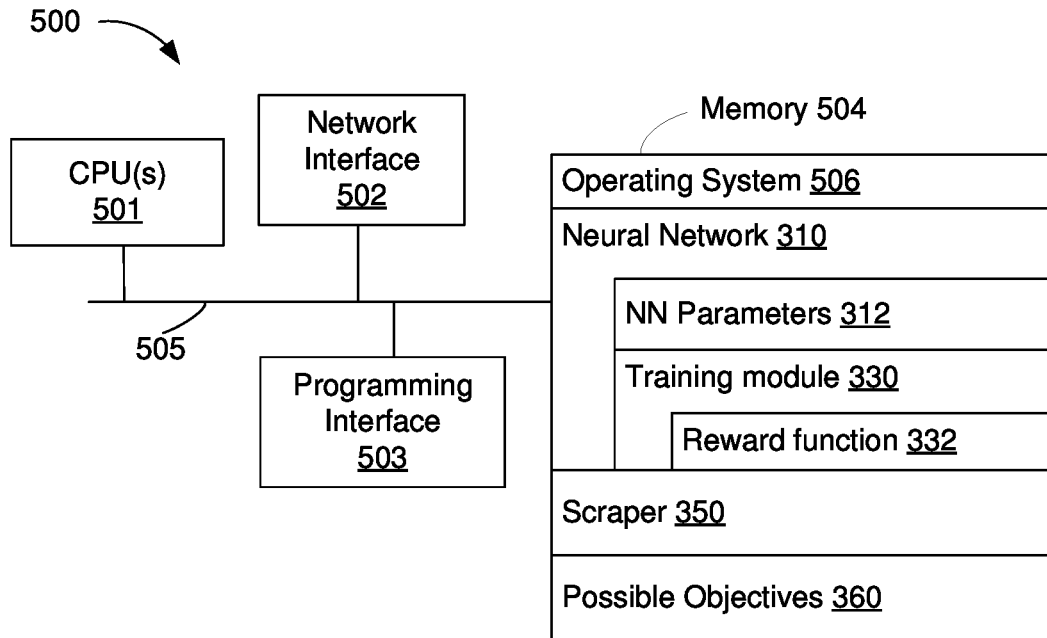 500
CPU(s)
501
Network
Interface
502
505
Programming
Interface
503
Memory 504
Operating System 506
Neural Network 310
NN Parameters 312
Training module 330
Reward function 332
Scraper 350
Possible Objectives 360